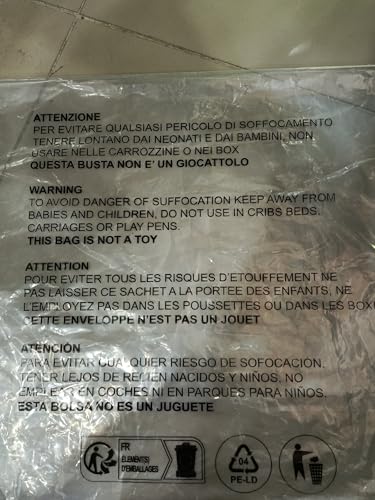 ATTENZIONE
PER EVITARE QUALSIASI PERICOLO DI SOFFOCAMENTO
TENERE LONTANO DAI NEONATI E DAI BAMBINI, NON
USARE NELLE CARROZZINE O NEI BOX
QUESTA BUSTA NON E' UN GIOCATTOLO
WARNING
TO AVOID DANGER OF SUFFOCATION KEEP AWAY FROM
BABIES AND CHILDREN, DO NOT USE IN CRIBS BEDS,
CARRIAGES OR PLAY PENS.
THIS BAG IS NOT A TOY
ATTENTION
POUR EVITER TOUS LES RISQUES D'ETOUFFEMENT NE
PAS LAISSER CE SACHET A LA PORTEE DES ENFANTS, NE
L'EMPLOYEZ PAS DANS LES POUSSETTES OU DANS LES BOX
CETTE ENVELOPPE N'EST PAS UN JOUET
ATENCIÓN
PARA EVITAR CUALQUIER RIESGO DE SOFOCACION.
TENER LEJOS DE RELIEN NACIDOS Y NIÑOS, NO
EMPLEAR EN COCHES NI EN PARQUES PARA NIÑOS.
ESTA BOLSA NO ES UN JUGUETE
FR
ÉLÉMENT(S)
D'EMBALLAGES
04
PE-LD